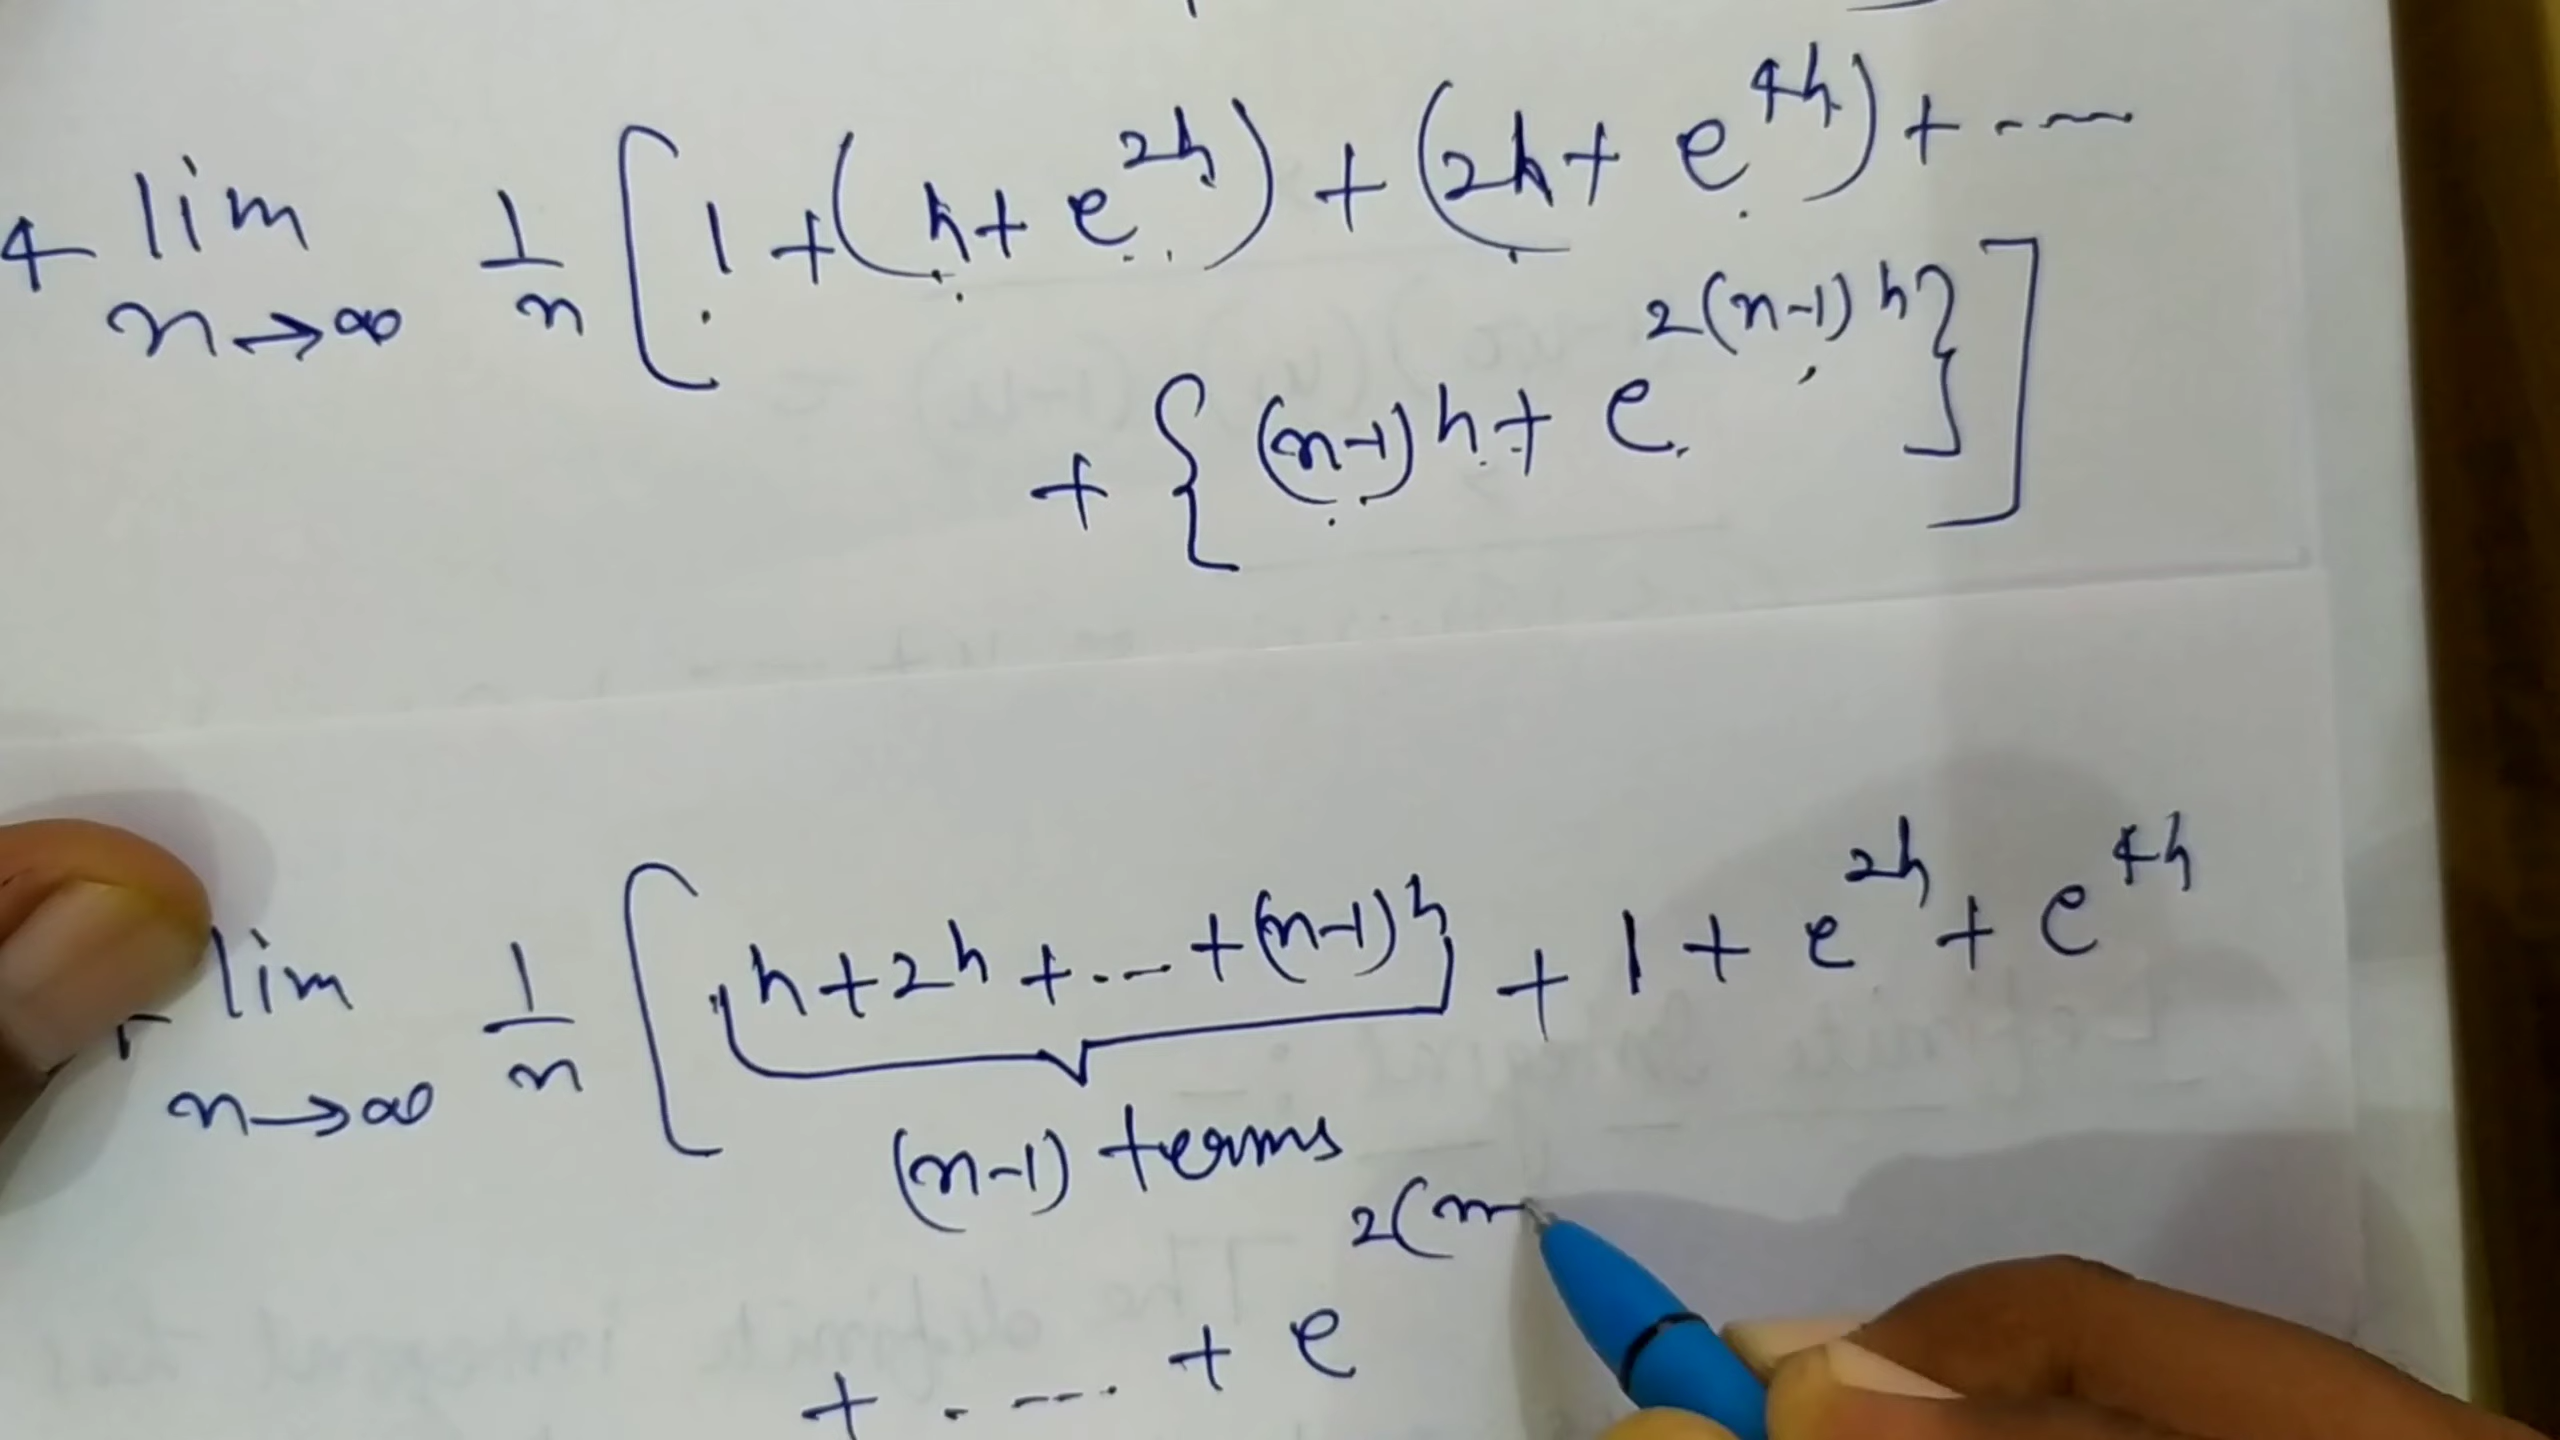 4 lim n→∞ 1/n [1 + (h + e^{2h}) + (2h + e^{4h}) + ----
+ {(n-1)h + e^{2(n-1)h}}]
lim n→∞ 1/n [h + 2h + ... + (n-1)h + 1 + e^{2h} + e^{4h}
(n-1) terms
+ ..... + e^{2(n-